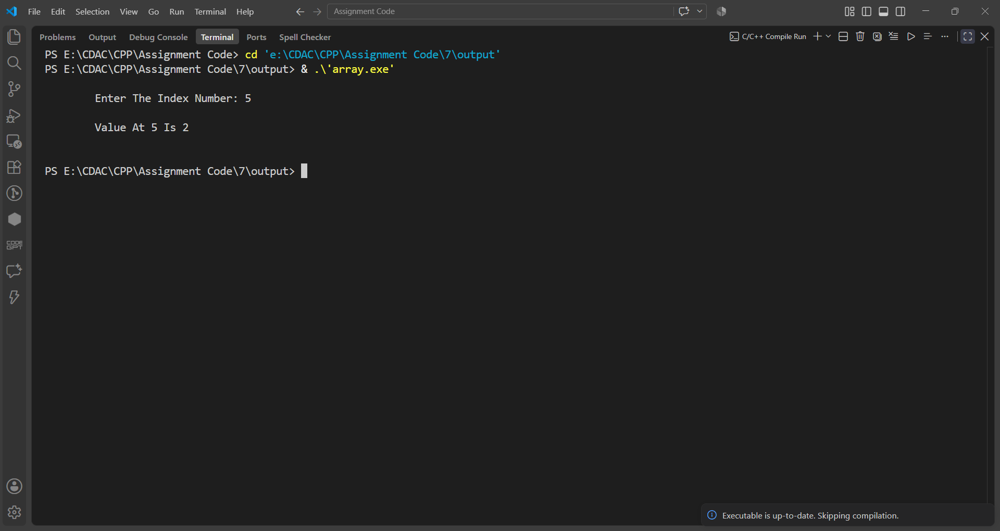 File Edit Selection View Go Run Terminal Help Assignment Code
Problems Output Debug Console Terminal Ports Spell Checker C/C++ Compile Run
PS E:\CDAC\CPP\Assignment Code> cd 'e:\CDAC\CPP\Assignment Code\7\output'
PS E:\CDAC\CPP\Assignment Code\7\output> & .\'array.exe'
Enter The Index Number: 5
Value At 5 Is 2
PS E:\CDAC\CPP\Assignment Code\7\output>
CODE
GPT
Executable is up-to-date. Skipping compilation.